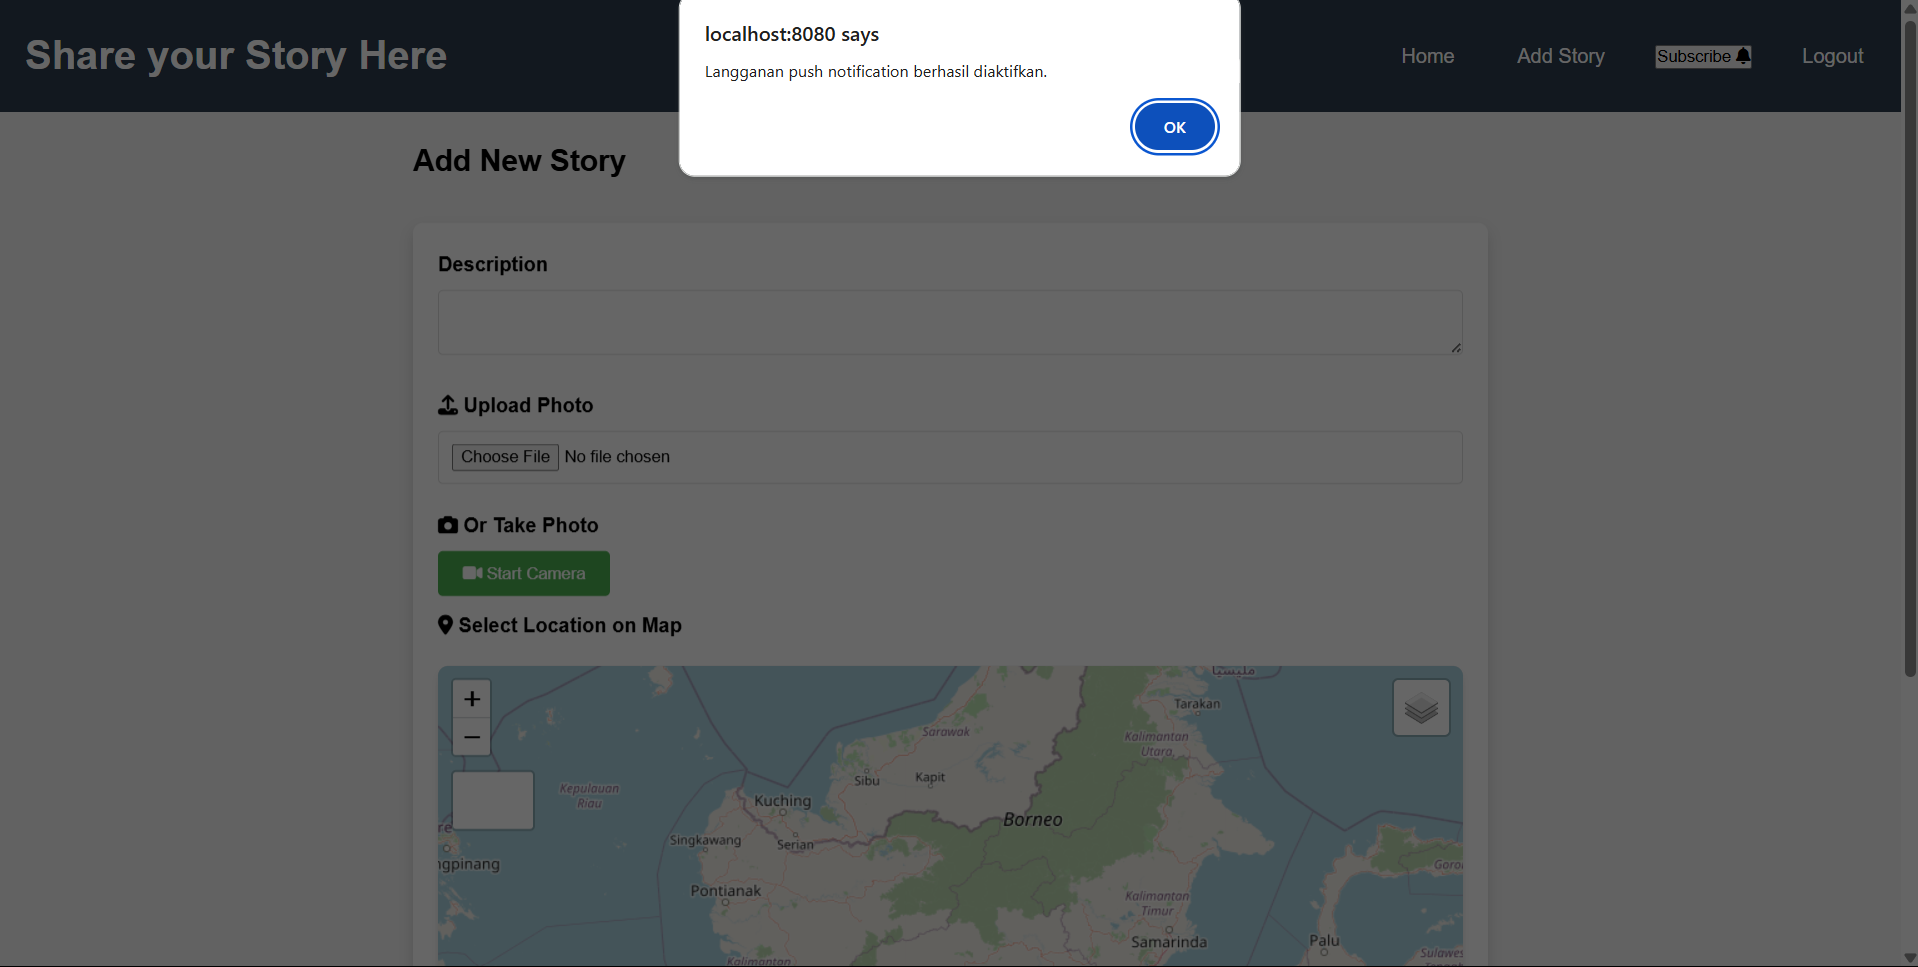 localhost:8080 says
Langganan push notification berhasil diaktifkan.
OK
Share your Story Here
Home
Add Story
Subscribe
Logout
Add New Story
Description
Upload Photo
Choose File No file chosen
Or Take Photo
Start Camera
Select Location on Map
+
−
مليسيا
Tarakan
Sarawak
Kalimantan
Utara
Sibu
Kapit
Kepulauan
Riau
Kuching
Borneo
Singkawang
Serian
ngpinang
Pontianak
Kalimantan
Timur
Samarinda
Palu
Kalimantan